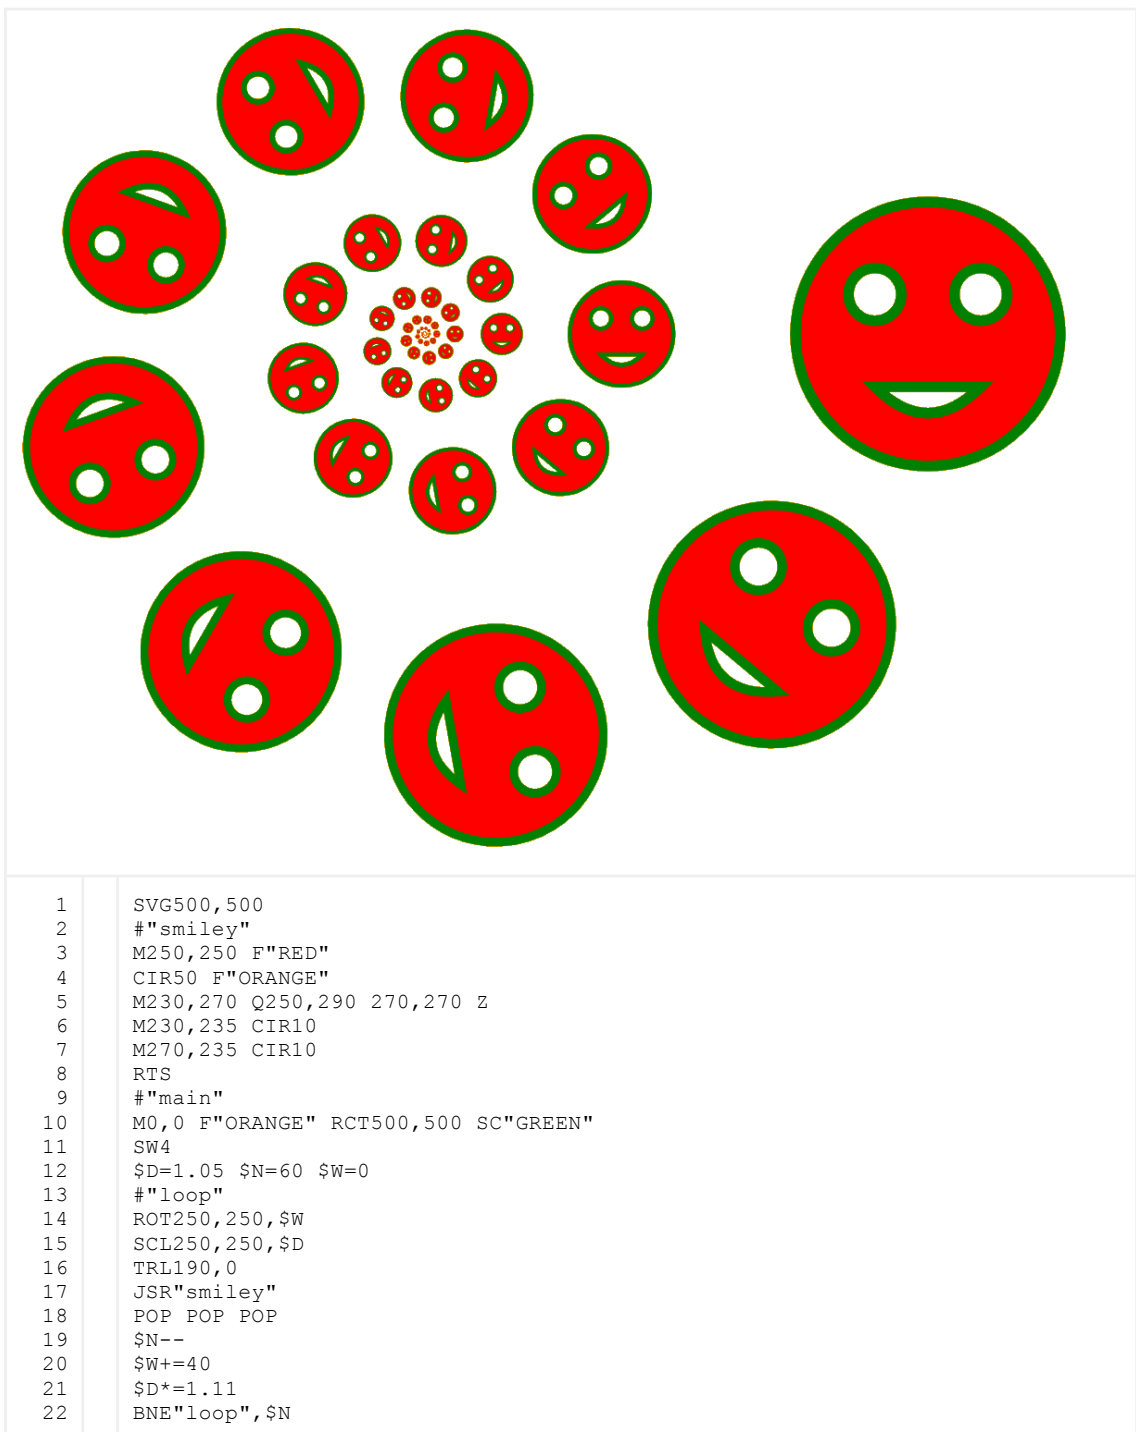 1 SVG500,500
2 #"smiley"
3 M250,250 F"RED"
4 CIR50 F"ORANGE"
5 M230,270 Q250,290 270,270 Z
6 M230,235 CIR10
7 M270,235 CIR10
8 RTS
9 #"main"
10 M0,0 F"ORANGE" RCT500,500 SC"GREEN"
11 SW4
12 $D=1.05 $N=60 $W=0
13 #"loop"
14 ROT250,250,$W
15 SCL250,250,$D
16 TRL190,0
17 JSR"smiley"
18 POP POP POP
19 $N--
20 $W+=40
21 $D*=1.11
22 BNE"loop",$N